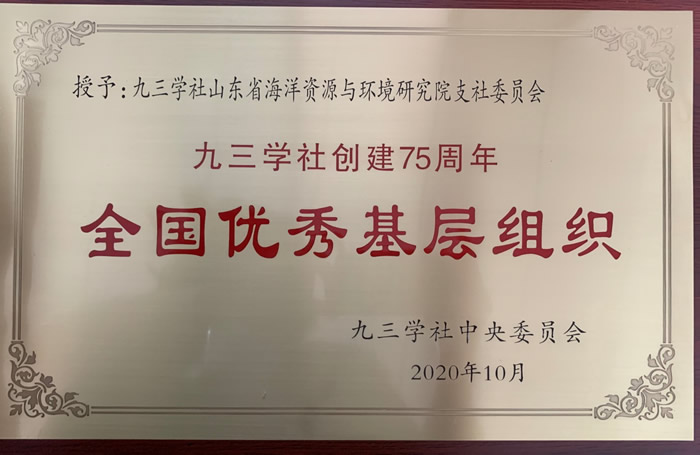 授予:九三学社山东省海洋资源与环境研究院支社委员会
九三学社创建75周年
全国优秀基层组织
九三学社中央委员会
2020年10月